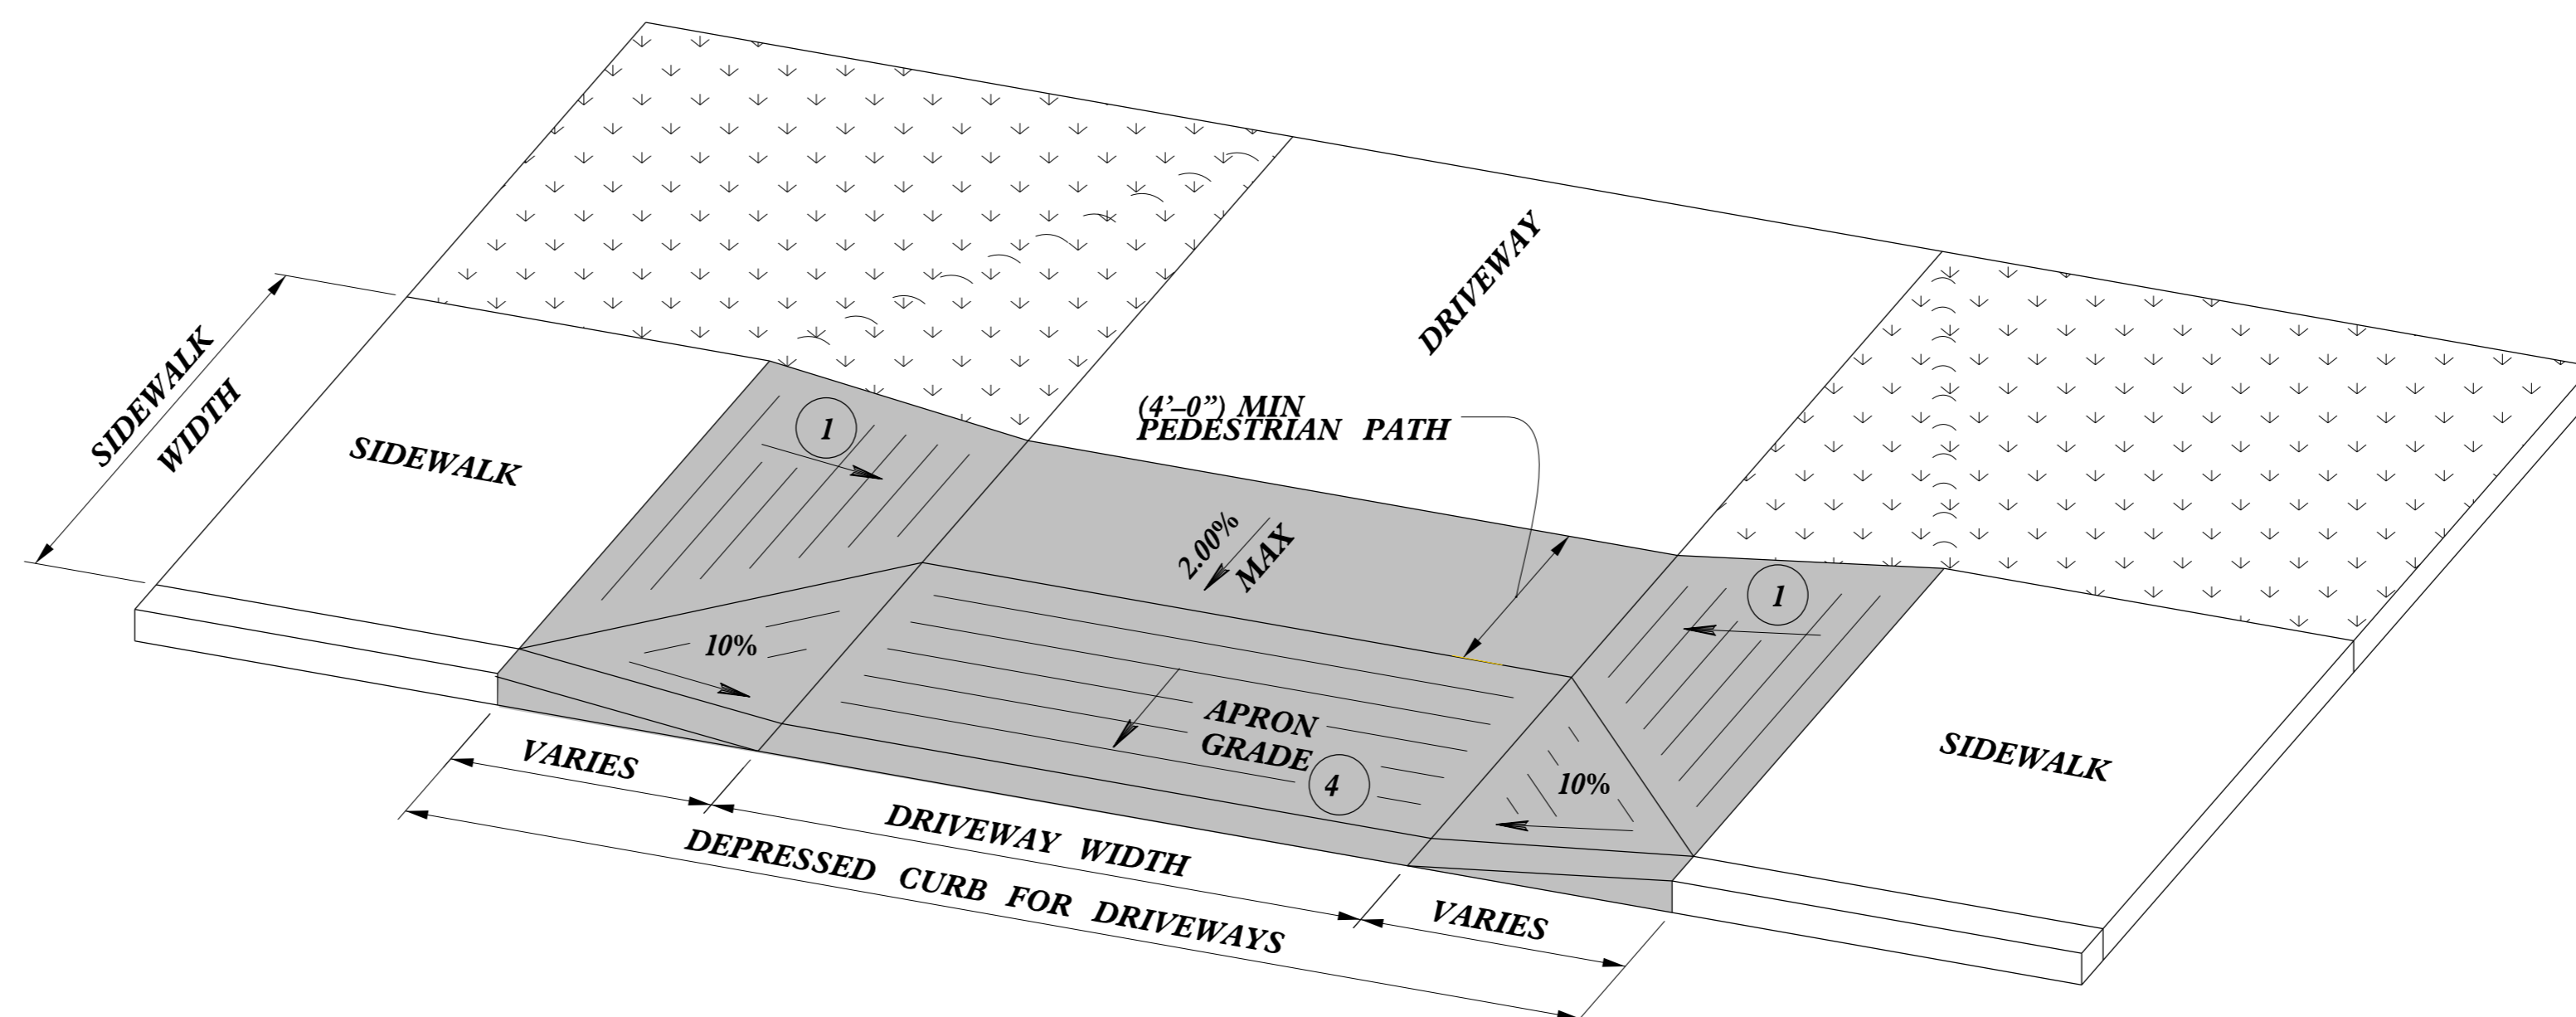 DRIVEWAY
SIDEWALK
WIDTH
(4’–0”) MIN
PEDESTRIAN PATH
1
SIDEWALK
2.00%
MAX
1
10%
APRON
GRADE
4
10%
SIDEWALK
VARIES
DRIVEWAY WIDTH
VARIES
DEPRESSED CURB FOR DRIVEWAYS